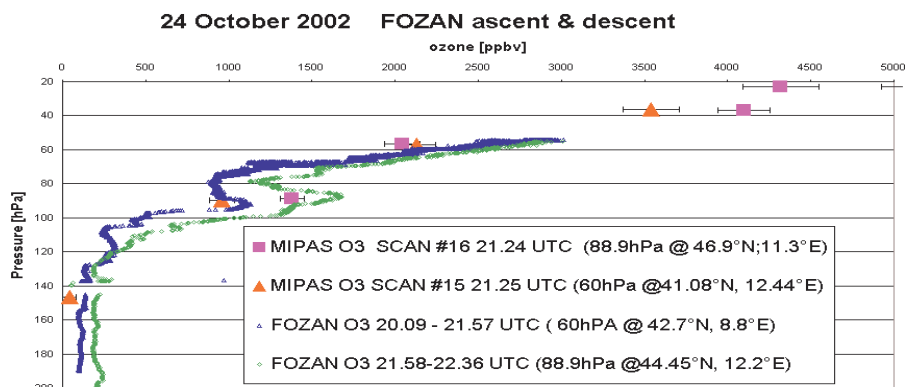 24 October 2002 FOZAN ascent & descent
ozone [ppbv]
0 500 1000 1500 2000 2500 3000 3500 4000 4500 5000
Pressure [hPa]
20
40
60
80
100
120
140
160
180
200
MIPAS O3 SCAN #16 21.24 UTC (88.9hPa @ 46.9°N;11.3°E)
MIPAS O3 SCAN #15 21.25 UTC (60hPa @41.08°N, 12.44°E)
FOZAN O3 20.09 - 21.57 UTC ( 60hPA @ 42.7°N, 8.8°E)
FOZAN O3 21.58-22.36 UTC (88.9hPa @44.45°N, 12.2°E)